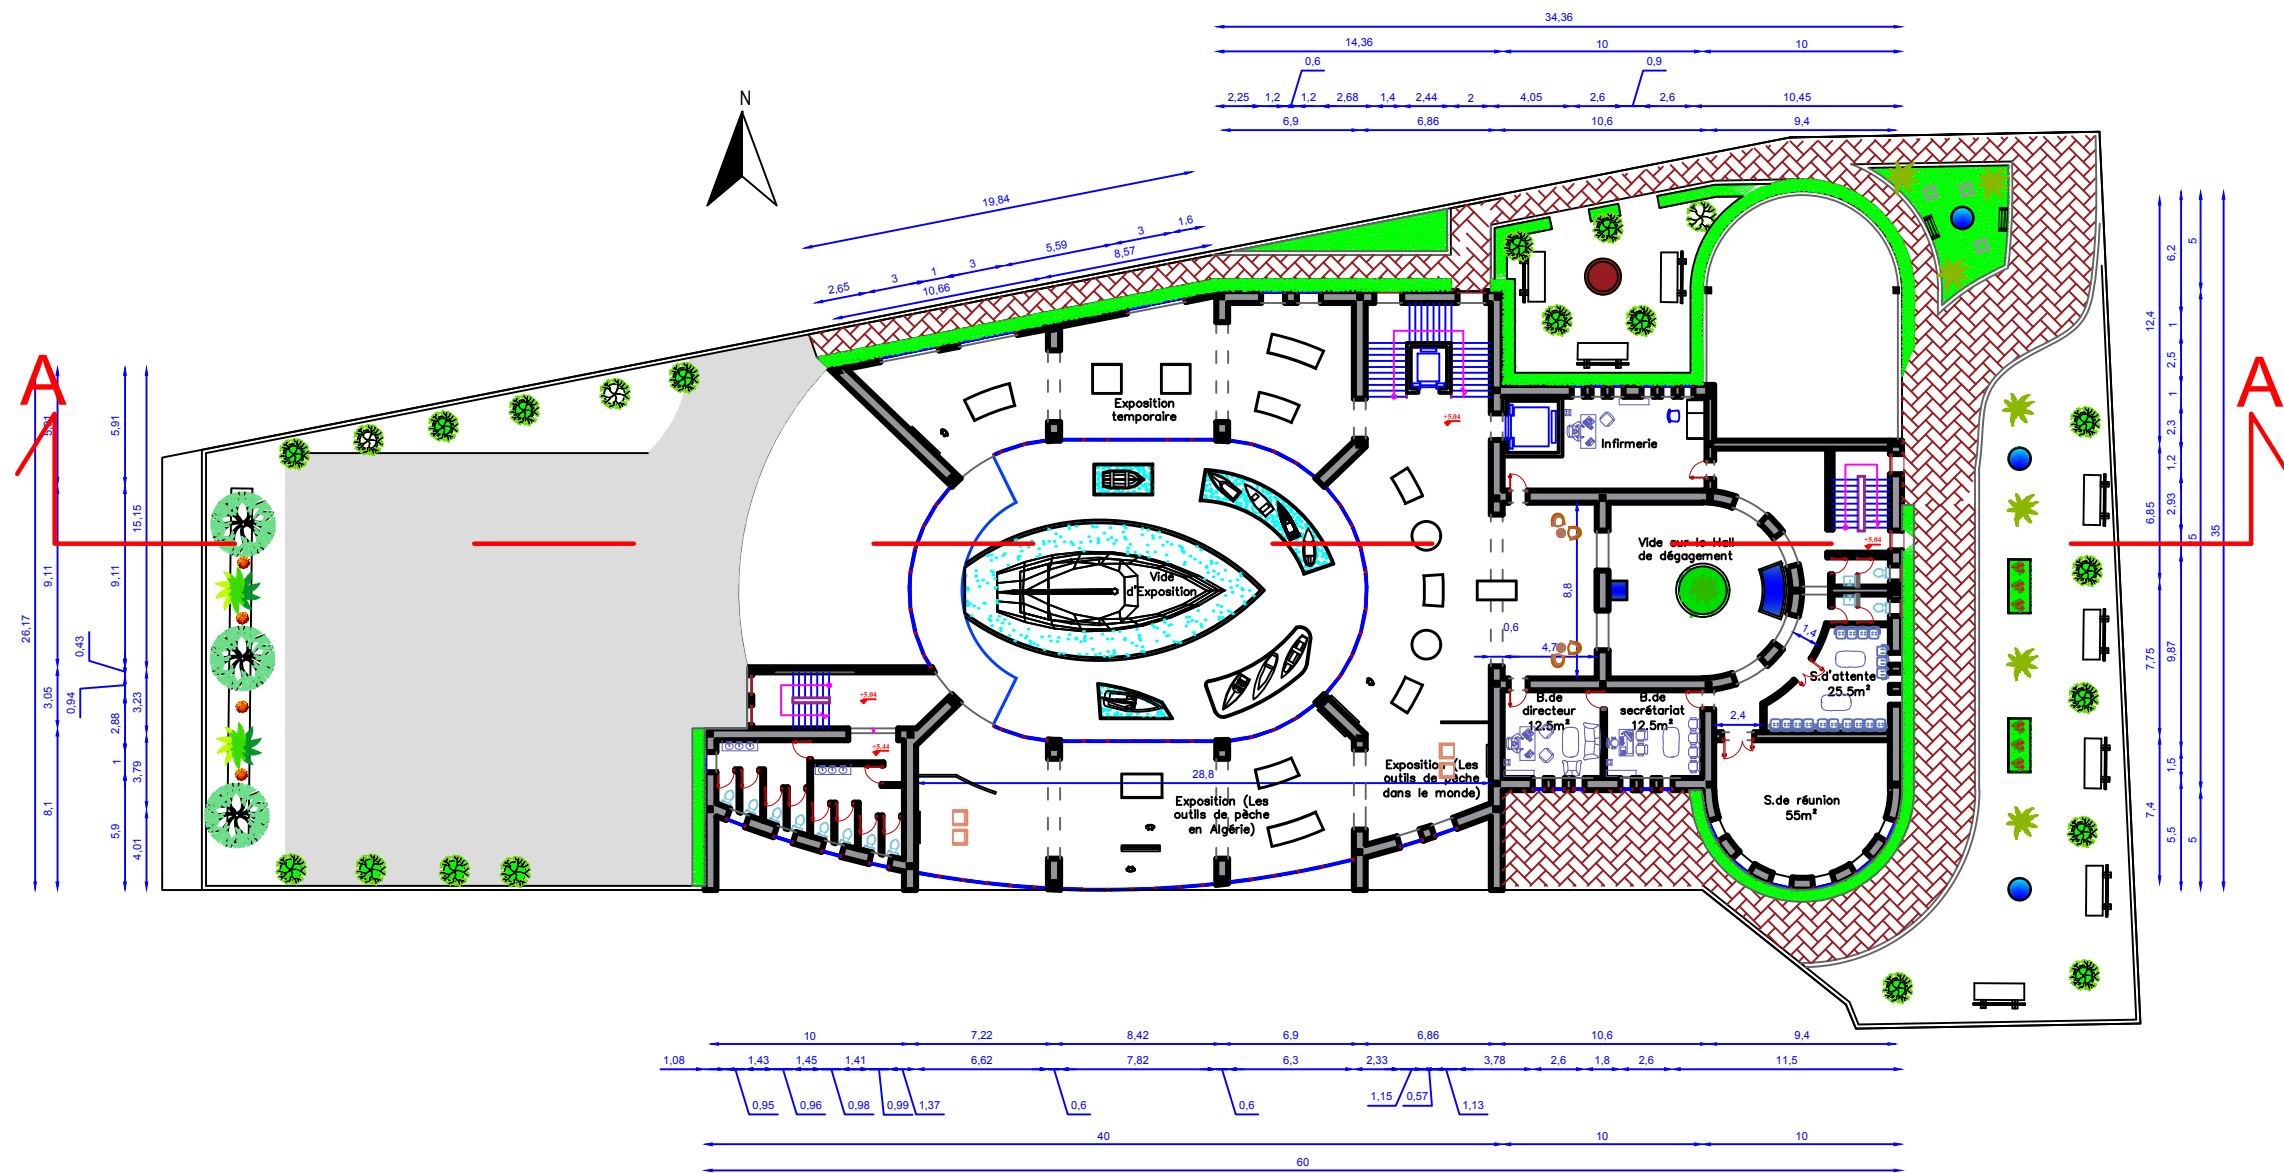 34,36
14,36 10 10
0,6 0,9
2,25 1,2 1,2 2,68 1,4 2,44 2 4,05 2,6 2,6 10,45
6,9 6,86 10,6 9,4
N
19,84
2,65 3 1 3 5,59 3 1,6
10,66 8,57
A
A
5,91
15,15
9,11
9,11
26,17
0,43
0,94
3,05
2,88
3,23
1
3,79
8,1
5,9
4,01
5
6,2
12,4
1
2,5
1
2,3
1,2
2,93
6,85
35
9,87
7,75
1,5
7,4
5,5
5
Exposition
temporaire
+5.04
Infirmerie
Vide sur le Hall
de dégagement
+5.04
Vide
d'Exposition
8,8
0,6
1,4
+5.04
+5.44
S.d'attente
25.5m²
B.de
directeur
12.5m²
B.de
secrétariat
12.5m²
2,4
28,8
Exposition (Les
outils de pèche
dans le monde)
Exposition (Les
outils de pèche
en Algérie)
S.de réunion
55m²
10 7,22 8,42 6,9 6,86 10,6 9,4
1,08 1,43 1,45 1,41 6,62 7,82 6,3 2,33 3,78 2,6 1,8 2,6 11,5
0,95 0,96 0,98 0,99 1,37 0,6 0,6 1,15 0,57 1,13
40 10 10
60